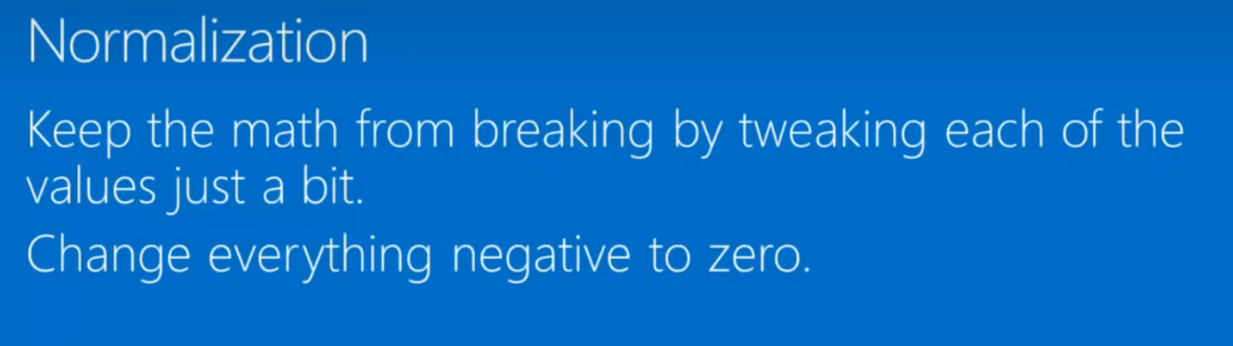 Normalization
Keep the math from breaking by tweaking each of the
values just a bit.
Change everything negative to zero.